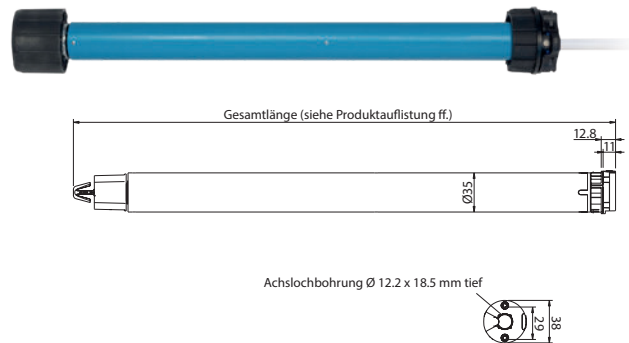 Gesamtlänge (siehe Produktauflistung ff.)
12.8
11
Ø35
Achslochbohrung Ø 12.2 x 18.5 mm tief
29
38